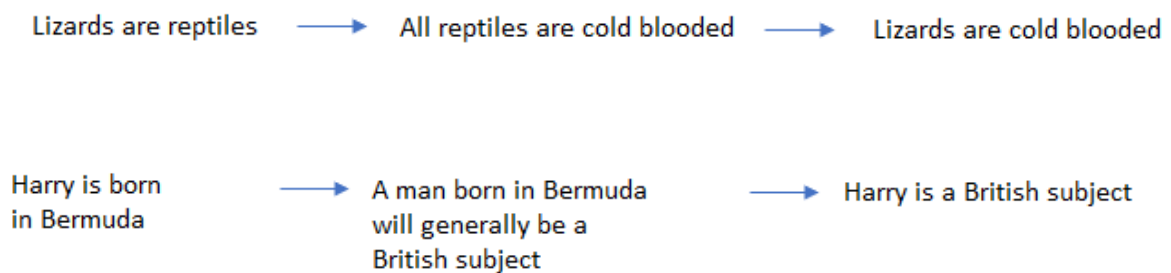 Lizards are reptiles
All reptiles are cold blooded
Lizards are cold blooded
Harry is born
in Bermuda
A man born in Bermuda
will generally be a
British subject
Harry is a British subject